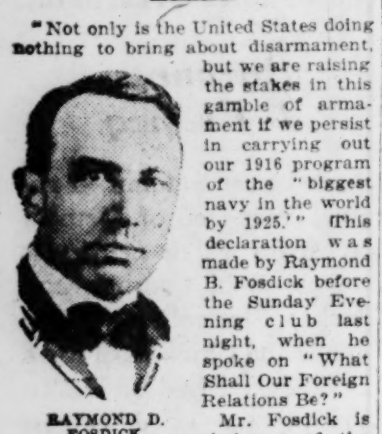 "Not only is the United States doing
nothing to bring about disarmament,
but we are raising
the stakes in this
gamble of arma-
ment if we persist
in carrying out
our 1916 program
of the "biggest
navy in the world
by 1925.'" This
declaration was
made by Raymond
B. Fosdick before
the Sunday Eve-
ning club last
night, when he
spoke on "What
Shall Our Foreign
Relations Be?"
Mr. Fosdick is
RAYMOND D.
FOSDICK